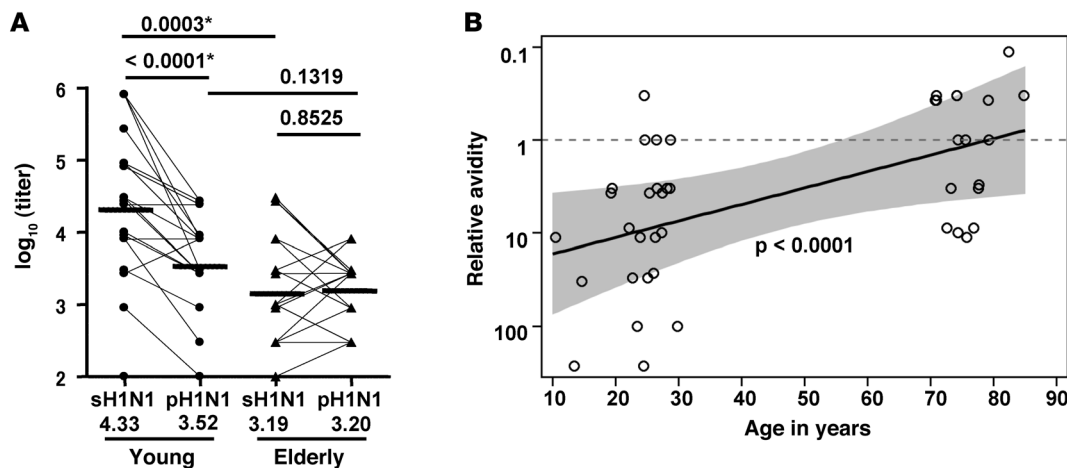 A
0.0003*
< 0.0001*
0.1319
0.8525
6
5
4
3
2
log10 (titer)
sH1N1 pH1N1 sH1N1 pH1N1
4.33 3.52 3.19 3.20
Young Elderly
B
0.1
1
10
100
Relative avidity
p < 0.0001
10 20 30 40 50 60 70 80 90
Age in years